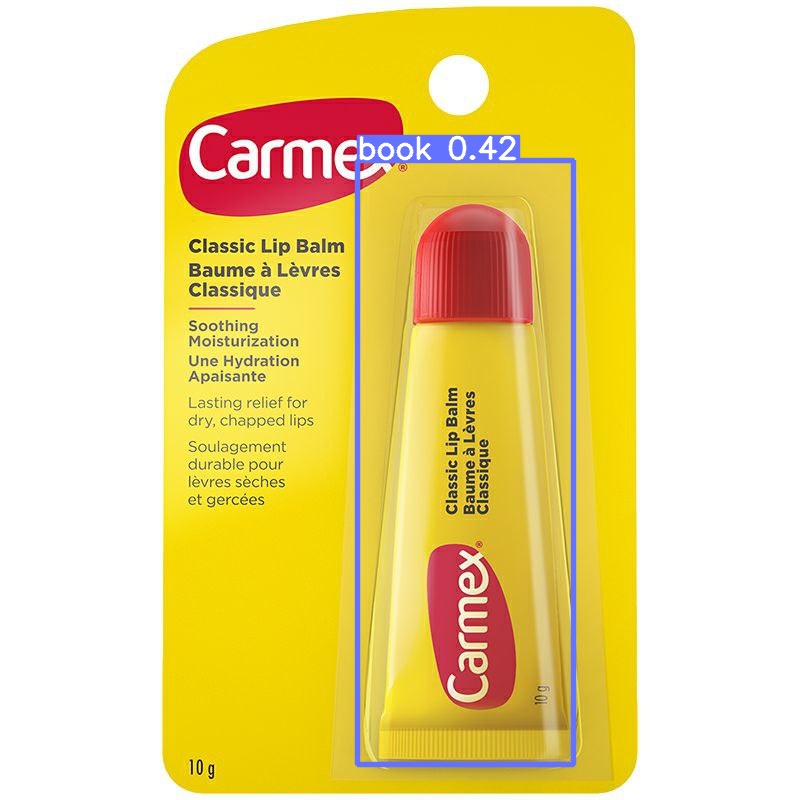 Carmex®
book 0.42
Classic Lip Balm
Baume à Lèvres
Classique
Soothing
Moisturization
Une Hydration
Apaisante
Lasting relief for
dry, chapped lips
Soulagement
durable pour
lèvres sèches
et gercées
10 g
Classic Lip Balm
Baume à Lèvres
Classique
Carmex®
10 g